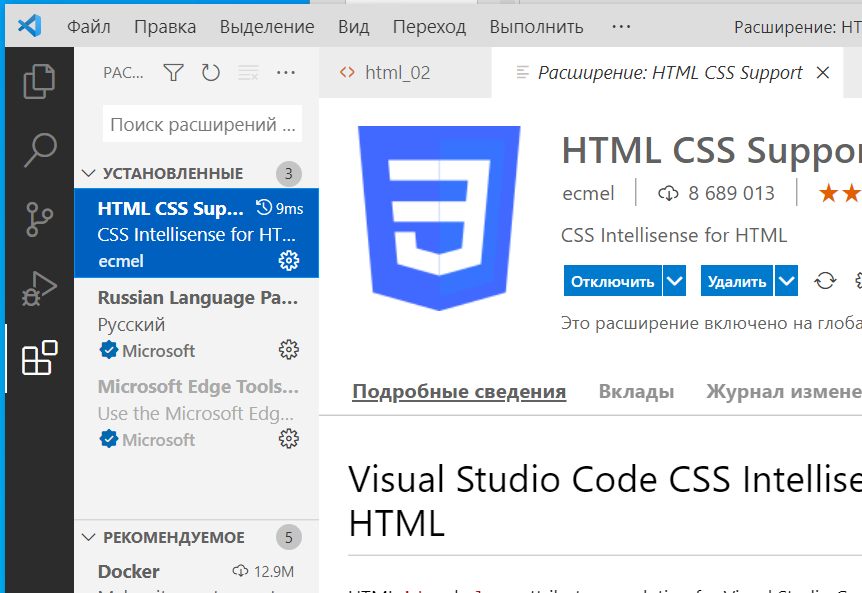 Файл Правка Выделение Вид Переход Выполнить ··· Расширение: HT
РАС... ···
html_02 Расширение: HTML CSS Support
Поиск расширений ...
УСТАНОВЛЕННЫЕ 3
HTML CSS Sup... 9ms
CSS Intellisense for HT...
ecmel
Russian Language Pa...
Русский
Microsoft
Microsoft Edge Tools...
Use the Microsoft Edg...
Microsoft
РЕКОМЕНДУЕМОЕ 5
Docker 12.9M
HTML CSS Suppor
ecmel 8 689 013
CSS Intellisense for HTML
Отключить Удалить
Это расширение включено на глоба
Подробные сведения Вклады Журнал измене
Visual Studio Code CSS Intellise
HTML